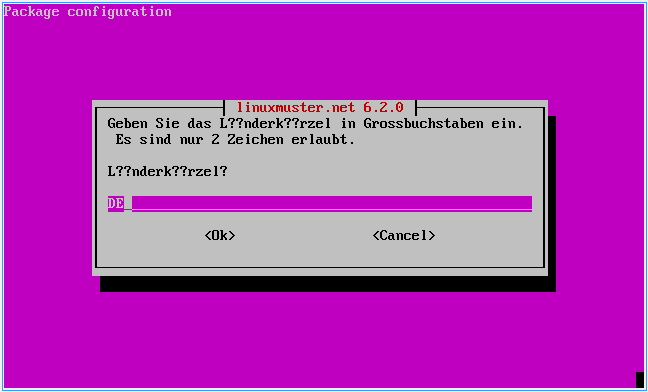 Package configuration
linuxmuster.net 6.2.0
Geben Sie das L??nderk??rzel in Grossbuchstaben ein.
Es sind nur 2 Zeichen erlaubt.
L??nderk??rzel?
DE
<Ok> <Cancel>